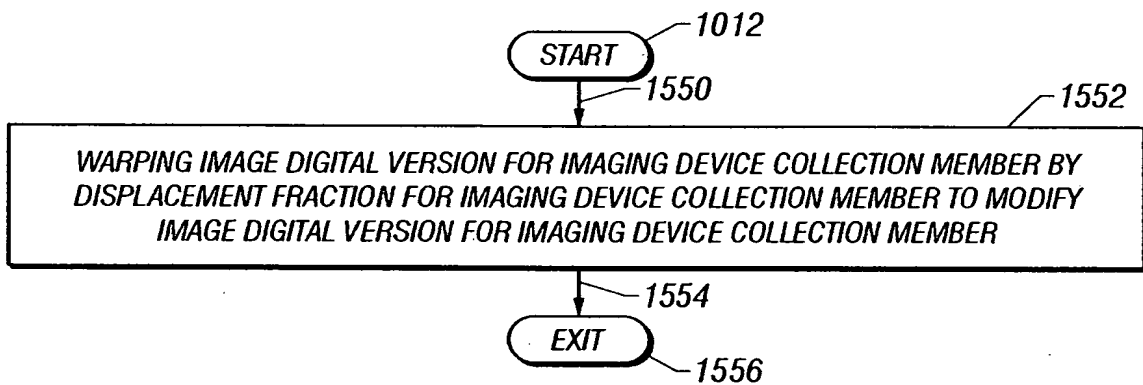 1012
START
1550
1552
WARPING IMAGE DIGITAL VERSION FOR IMAGING DEVICE COLLECTION MEMBER BY
DISPLACEMENT FRACTION FOR IMAGING DEVICE COLLECTION MEMBER TO MODIFY
IMAGE DIGITAL VERSION FOR IMAGING DEVICE COLLECTION MEMBER
1554
EXIT
1556